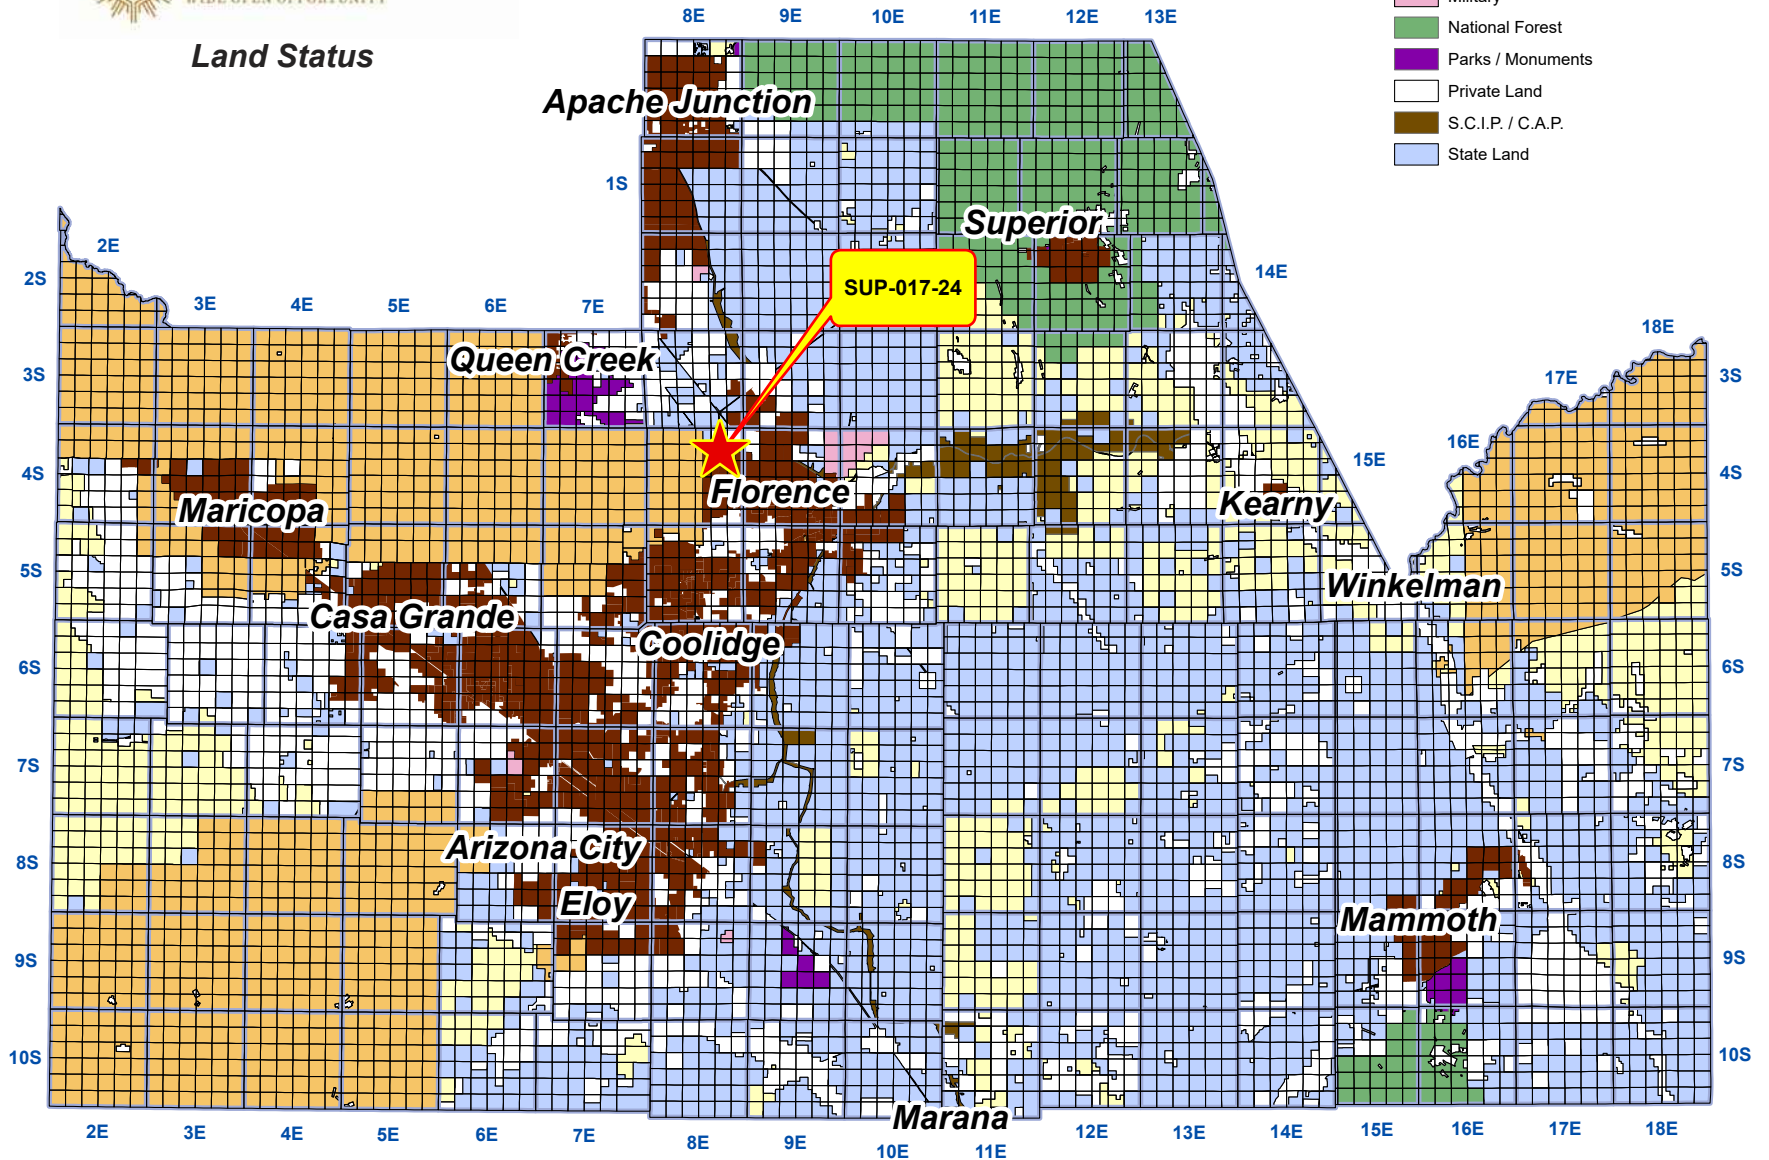 WIDE OPEN OPPORTUNITY
Land Status
Military
National Forest
Parks / Monuments
Private Land
S.C.I.P. / C.A.P.
State Land
8E 9E 10E 11E 12E 13E
Apache Junction
1S
Superior
2E
14E
2S
SUP-017-24
3E 4E 5E 6E 7E
18E
Queen Creek
3S
17E
3S
16E
15E
4S
4S
Florence
Kearny
Maricopa
5S
5S
Winkelman
Casa Grande
Coolidge
6S
6S
7S
7S
Arizona City
8S
8S
Eloy
Mammoth
9S
9S
10S
10S
Marana
2E 3E 4E 5E 6E 7E 8E 9E 10E 11E 12E 13E 14E 15E 16E 17E 18E